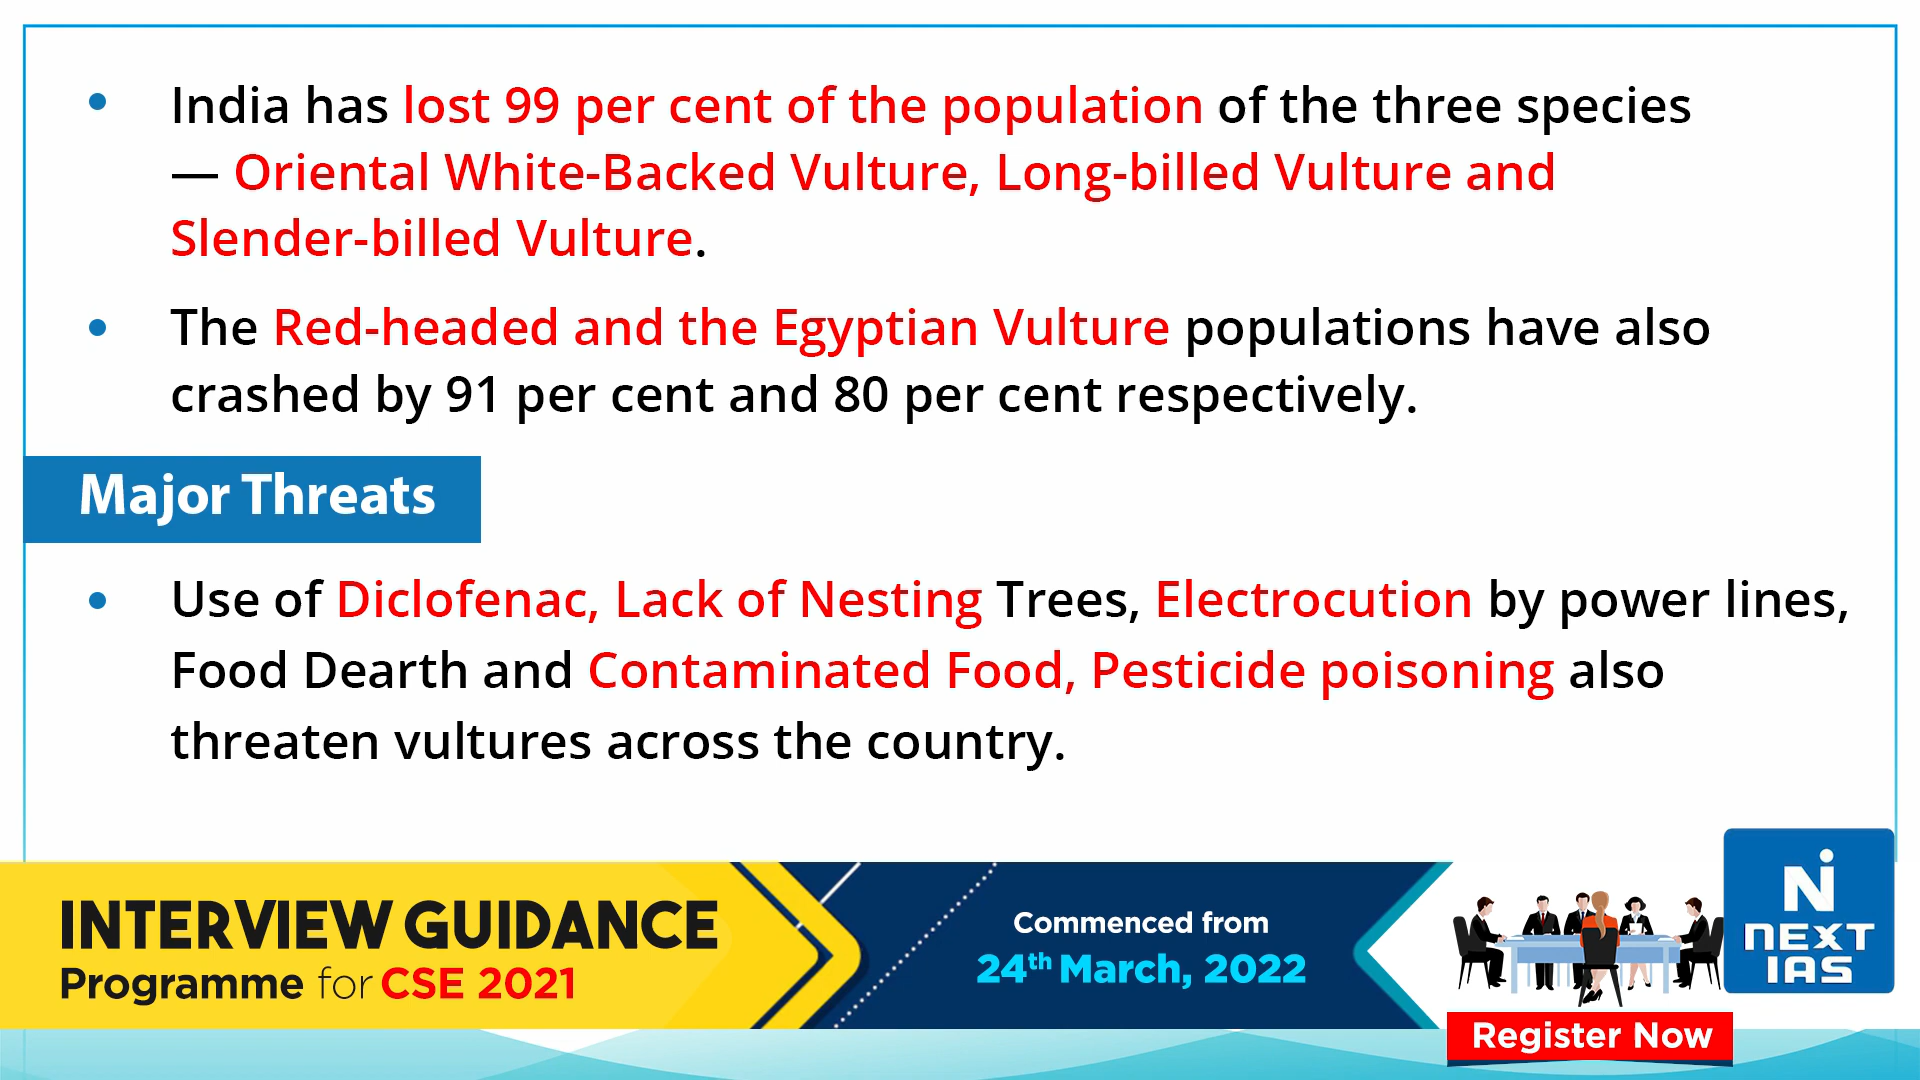 India has lost 99 per cent of the population of the three species
— Oriental White-Backed Vulture, Long-billed Vulture and
Slender-billed Vulture.
The Red-headed and the Egyptian Vulture populations have also
crashed by 91 per cent and 80 per cent respectively.
Major Threats
Use of Diclofenac, Lack of Nesting Trees, Electrocution by power lines,
Food Dearth and Contaminated Food, Pesticide poisoning also
threaten vultures across the country.
INTERVIEW GUIDANCE
Programme for CSE 2021
Commenced from
24th March, 2022
Register Now
NEXT
IAS